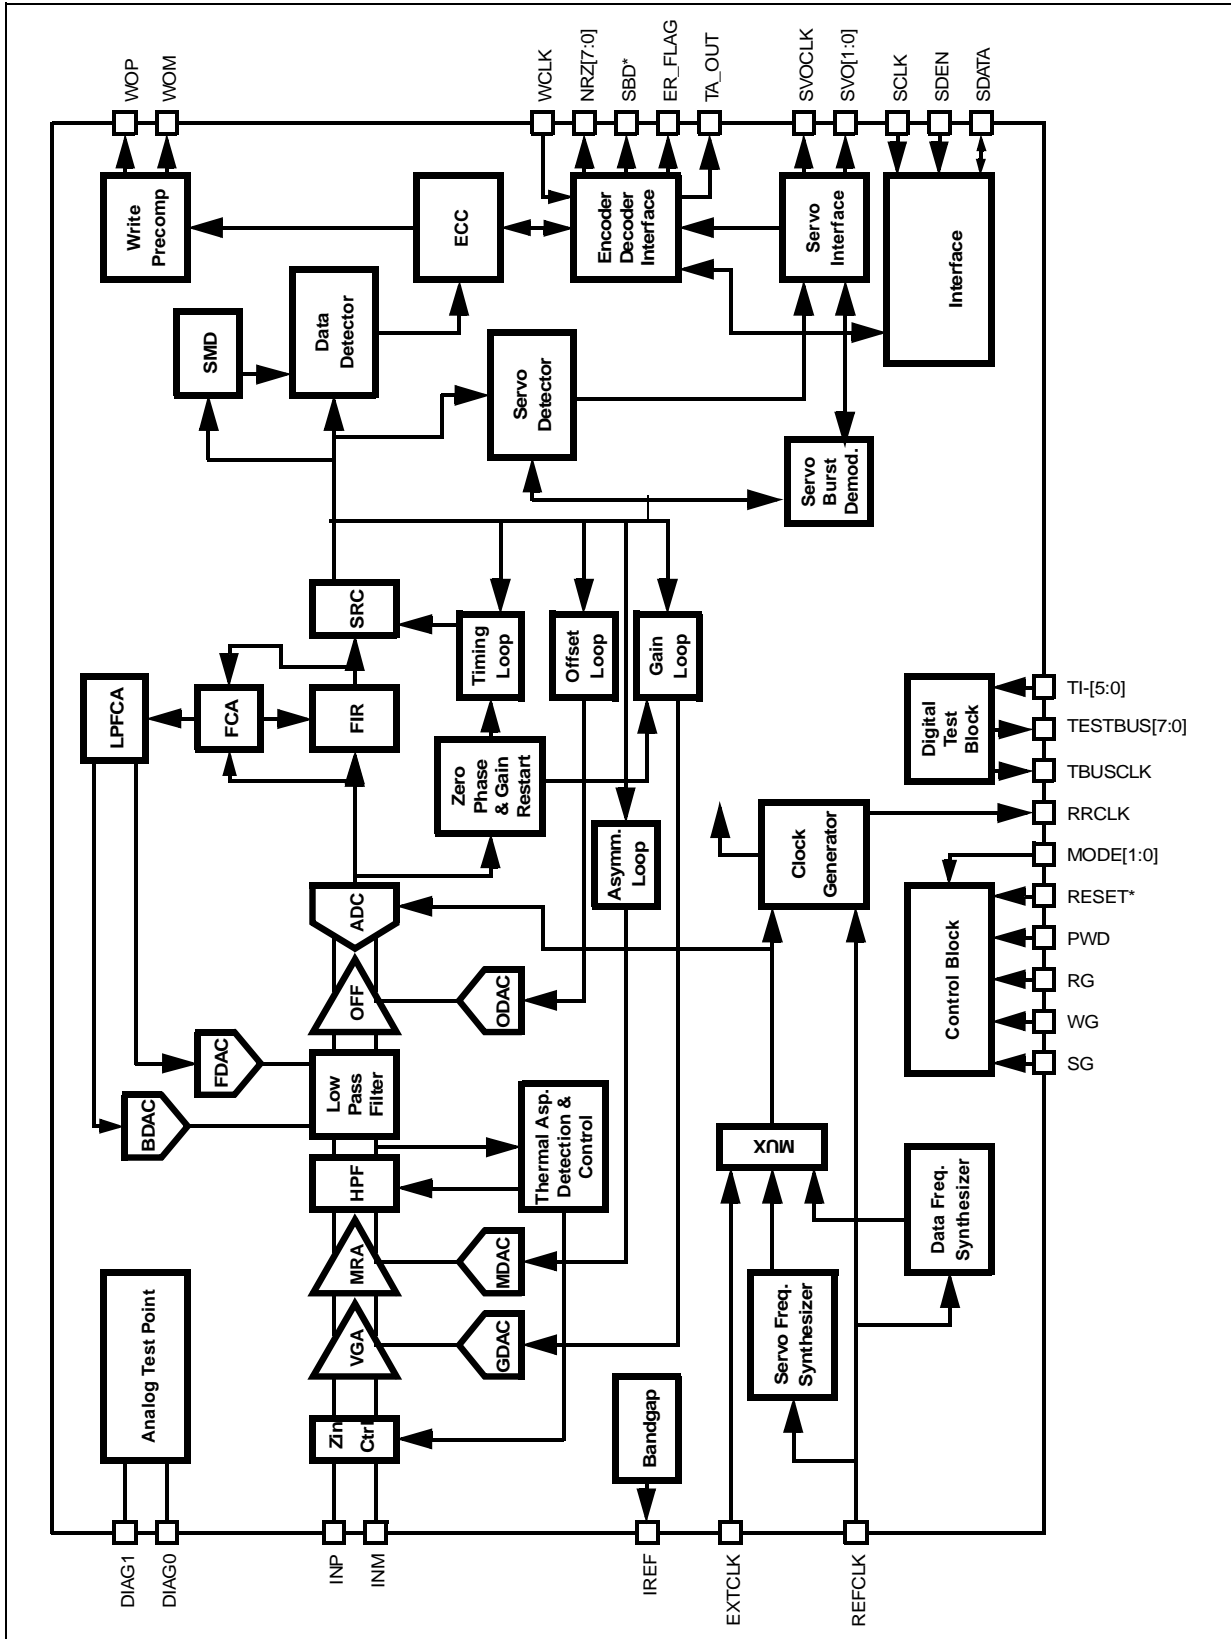 WOP
WOM
WCLK
NRZ[7:0]
SBD*
ER_FLAG
TA_OUT
SVOCLK
SVO[1:0]
SCLK
SDEN
SDATA
Write
Precomp
ECC
Encoder
Decoder
Interface
Servo
Interface
Interface
SMD
Data
Detector
Servo
Detector
Servo
Burst
Demod.
SRC
Timing
Loop
Offset
Loop
Gain
Loop
LPFCA
FCA
FIR
Zero
Phase
& Gain
Restart
Asymm.
Loop
Clock
Generator
Digital
Test
Block
TI-[5:0]
TESTBUS[7:0]
TBUSCLK
RRCLK
MODE[1:0]
RESET*
PWD
RG
WG
SG
Control Block
ADC
OFF
ODAC
FDAC
BDAC
Low
Pass
Filter
HPF
Thermal Asp.
Detection &
Control
MUX
MRA
MDAC
VGA
GDAC
Data Freq.
Synthesizer
Servo Freq.
Synthesizer
Analog Test Point
Zin
Ctrl
Bandgap
DIAG1
DIAG0
INP
INM
IREF
EXTCLK
REFCLK